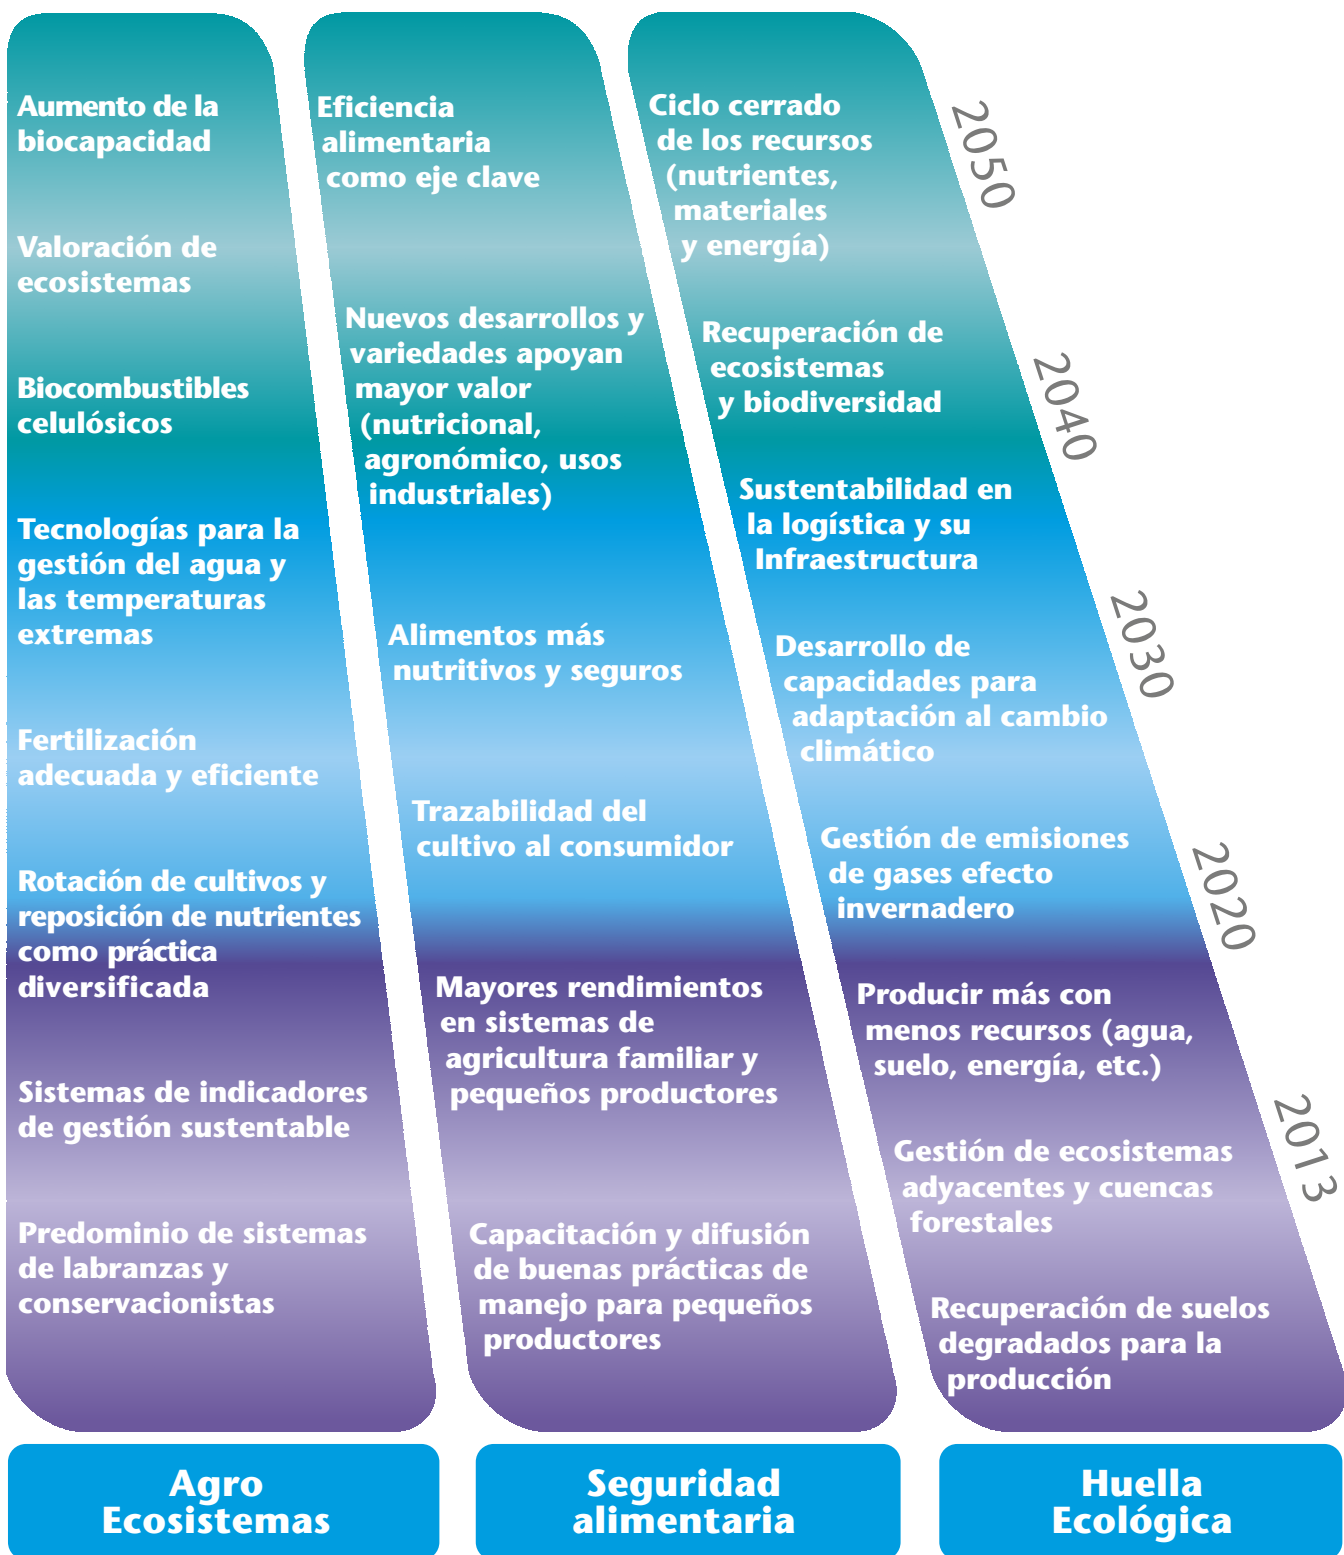 Aumento de la
biocapacidad
Valoración de
ecosistemas
Biocombustibles
celulósicos
Tecnologías para la
gestión del agua y
las temperaturas
extremas
Fertilización
adecuada y eficiente
Rotación de cultivos y
reposición de nutrientes
como práctica
diversificada
Sistemas de indicadores
de gestión sustentable
Predominio de sistemas
de labranzas y
conservacionistas
Agro
Ecosistemas
Eficiencia
alimentaria
como eje clave
Nuevos desarrollos y
variedades apoyan
mayor valor
(nutricional,
agronómico, usos
industriales)
Alimentos más
nutritivos y seguros
Trazabilidad del
cultivo al consumidor
Mayores rendimientos
en sistemas de
agricultura familiar y
pequeños productores
Capacitación y difusión
de buenas prácticas de
manejo para pequeños
productores
Seguridad
alimentaria
Ciclo cerrado
de los recursos
(nutrientes,
materiales
y energía)
Recuperación de
ecosistemas
y biodiversidad
Sustentabilidad en
la logística y su
Infraestructura
Desarrollo de
capacidades para
adaptación al cambio
climático
Gestión de emisiones
de gases efecto
invernadero
Producir más con
menos recursos (agua,
suelo, energía, etc.)
Gestión de ecosistemas
adyacentes y cuencas
forestales
Recuperación de suelos
degradados para la
producción
Huella
Ecológica
2050
2040
2030
2020
2013